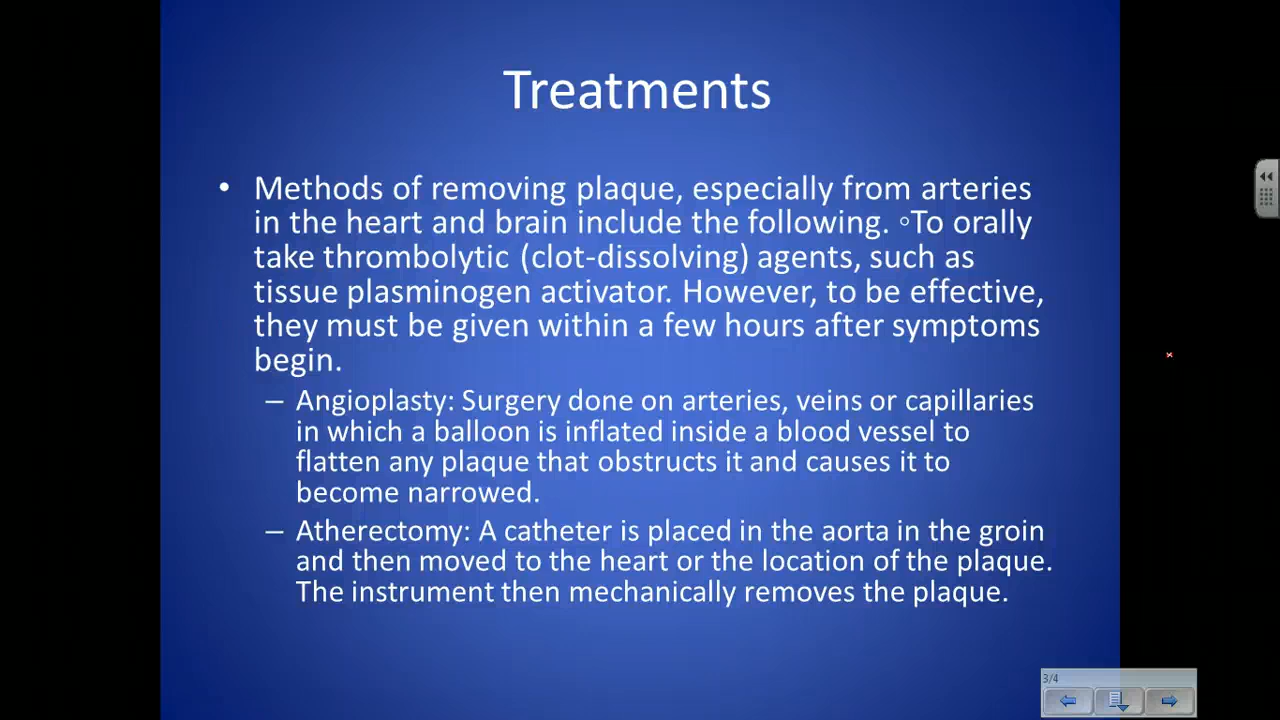 Treatments
• Methods of removing plaque, especially from arteries
in the heart and brain include the following. ◦To orally
take thrombolytic (clot-dissolving) agents, such as
tissue plasminogen activator. However, to be effective,
they must be given within a few hours after symptoms
begin.
– Angioplasty: Surgery done on arteries, veins or capillaries
in which a balloon is inflated inside a blood vessel to
flatten any plaque that obstructs it and causes it to
become narrowed.
– Atherectomy: A catheter is placed in the aorta in the groin
and then moved to the heart or the location of the plaque.
The instrument then mechanically removes the plaque.
3/4